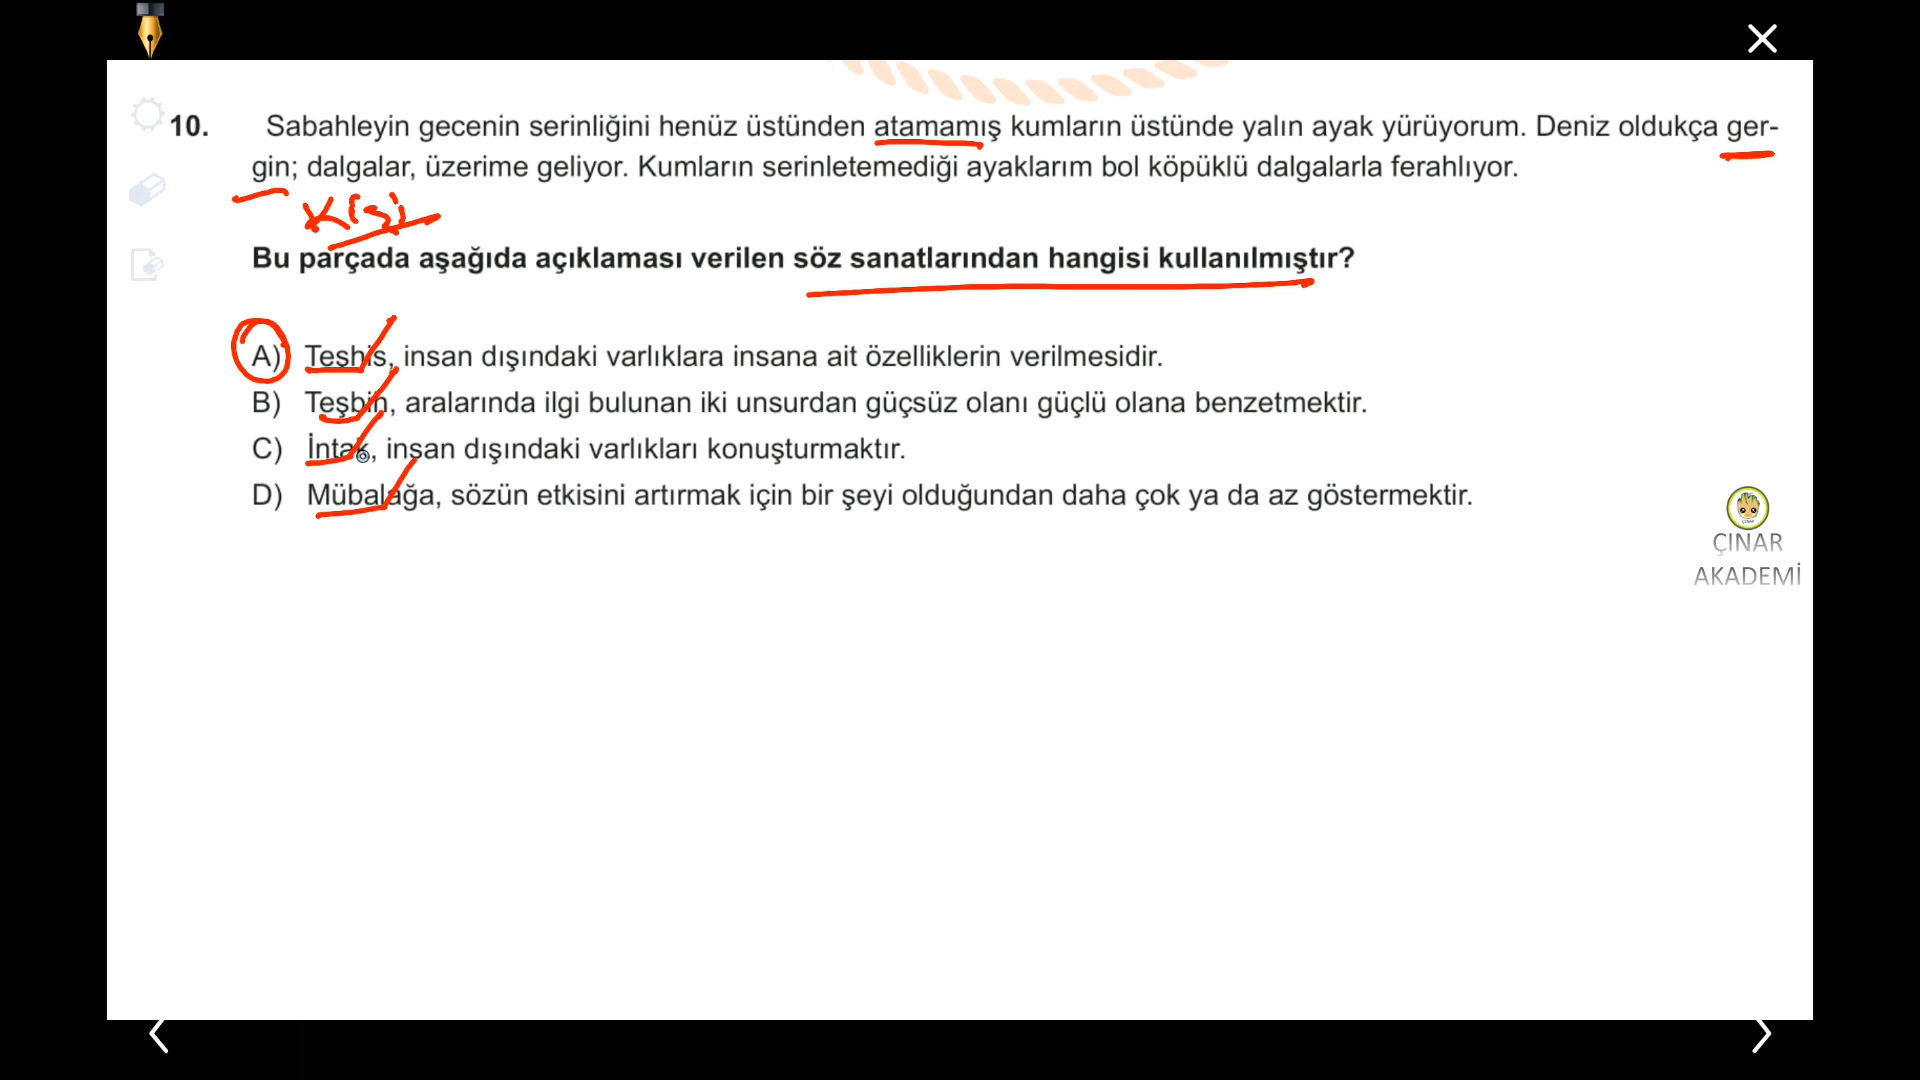 10. Sabahleyin gecenin serinliğini henüz üstünden atamamış kumların üstünde yalın ayak yürüyorum. Deniz oldukça ger-
gin; dalgalar, üzerime geliyor. Kumların serinletemediği ayaklarım bol köpüklü dalgalarla ferahlıyor.
Kişi
Bu parçada aşağıda açıklaması verilen söz sanatlarından hangisi kullanılmıştır?
A) Teşhis, insan dışındaki varlıklara insana ait özelliklerin verilmesidir.
B) Teşbih, aralarında ilgi bulunan iki unsurdan güçsüz olanı güçlü olana benzetmektir.
C) İntak, insan dışındaki varlıkları konuşturmaktır.
D) Mübalağa, sözün etkisini artırmak için bir şeyi olduğundan daha çok ya da az göstermektir.
ÇINAR
AKADEMİ